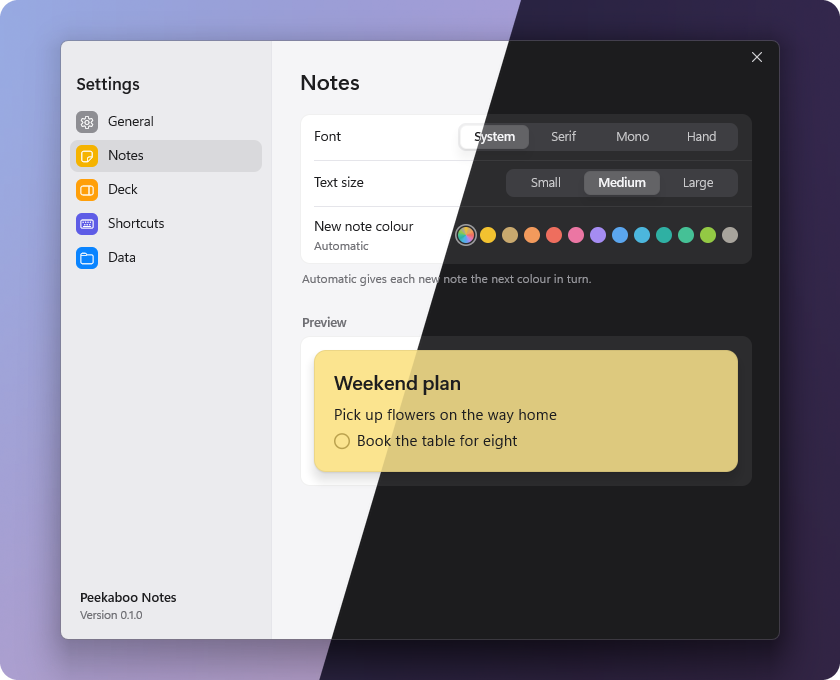 Settings
General
Notes
Deck
Shortcuts
Data
Peekaboo Notes
Version 0.1.0
Notes
Font
System
Serif
Mono
Hand
Text size
Small
Medium
Large
New note colour
Automatic
Automatic gives each new note the next colour in turn.
Preview
Weekend plan
Pick up flowers on the way home
Book the table for eight